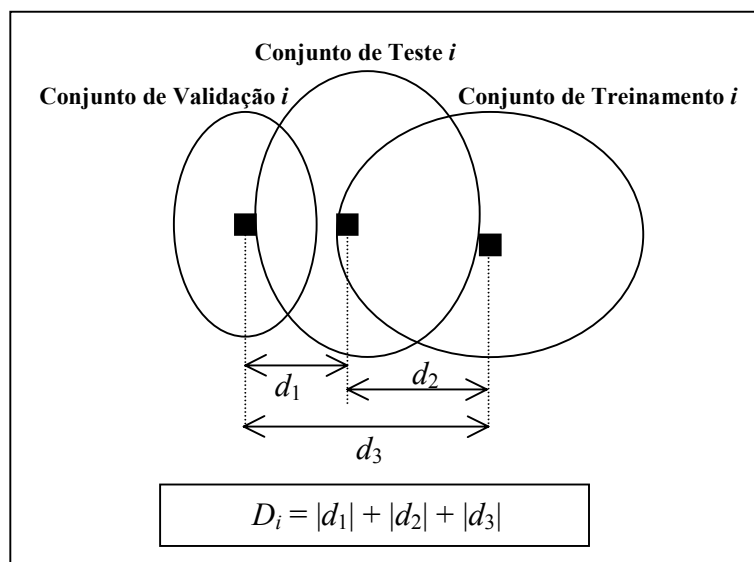 Conjunto de Teste i
Conjunto de Validação i
Conjunto de Treinamento i
d1
d2
d3
Di = |d1| + |d2| + |d3|